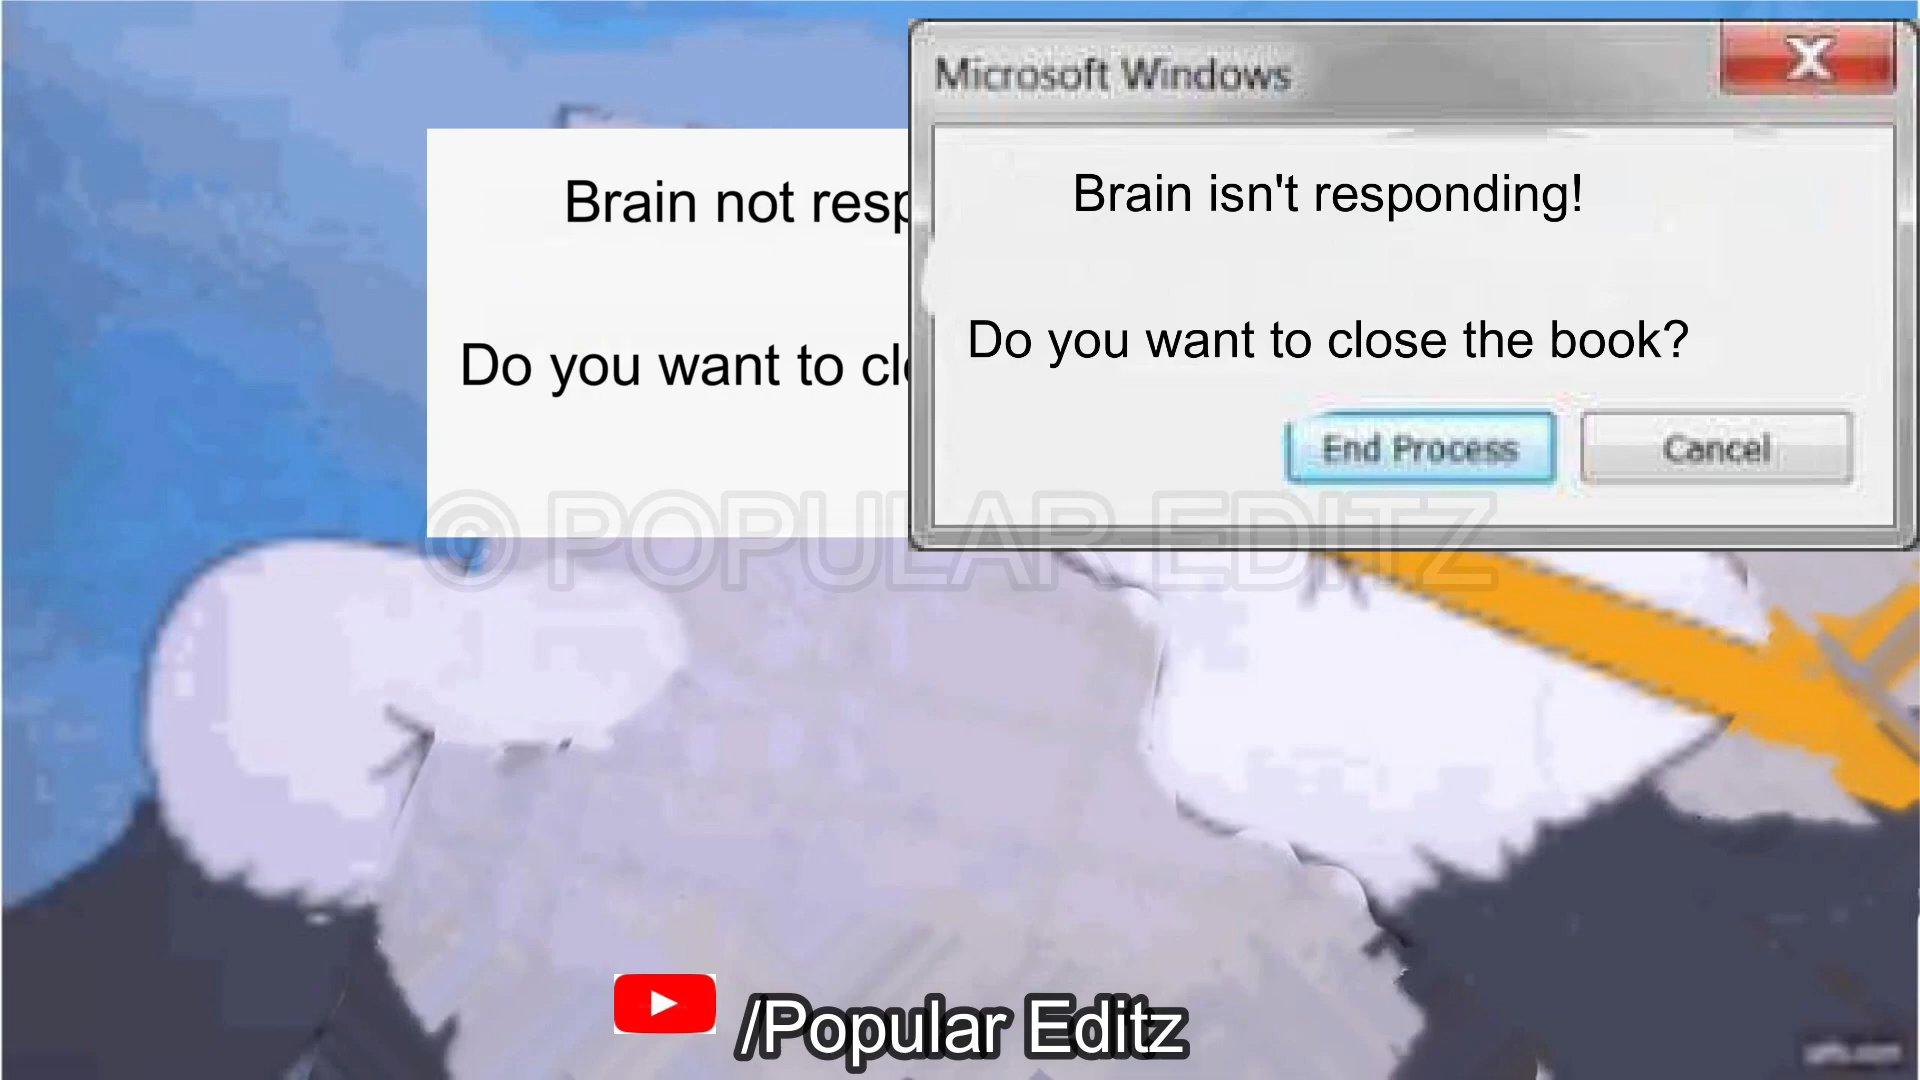 Microsoft Windows
Brain not resp
Brain isn't responding!
Do you want to cl
Do you want to close the book?
End Process
Cancel
© POPULAR EDITZ
/Popular Editz